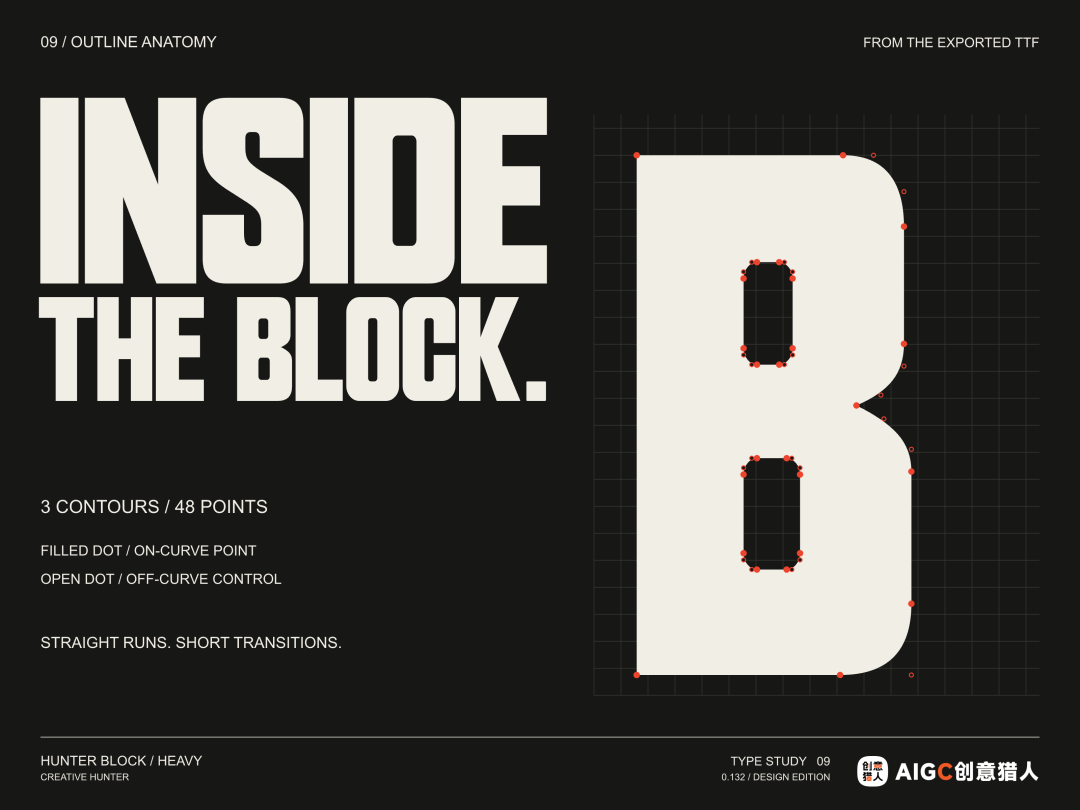 09 / OUTLINE ANATOMY
FROM THE EXPORTED TTF
INSIDE
THE BLOCK.
B
3 CONTOURS / 48 POINTS
FILLED DOT / ON-CURVE POINT
OPEN DOT / OFF-CURVE CONTROL
STRAIGHT RUNS. SHORT TRANSITIONS.
HUNTER BLOCK / HEAVY
CREATIVE HUNTER
TYPE STUDY 09
0.132 / DESIGN EDITION
创意
猎人
AIGC创意猎人